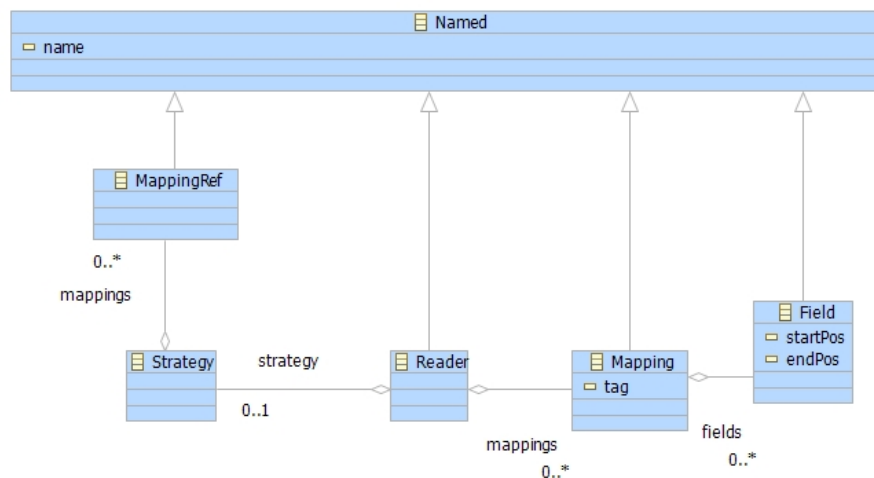 Named
name
MappingRef
0..*
mappings
Strategy
strategy
0..1
Reader
Mapping
tag
mappings
0..*
Field
startPos
endPos
fields
0..*